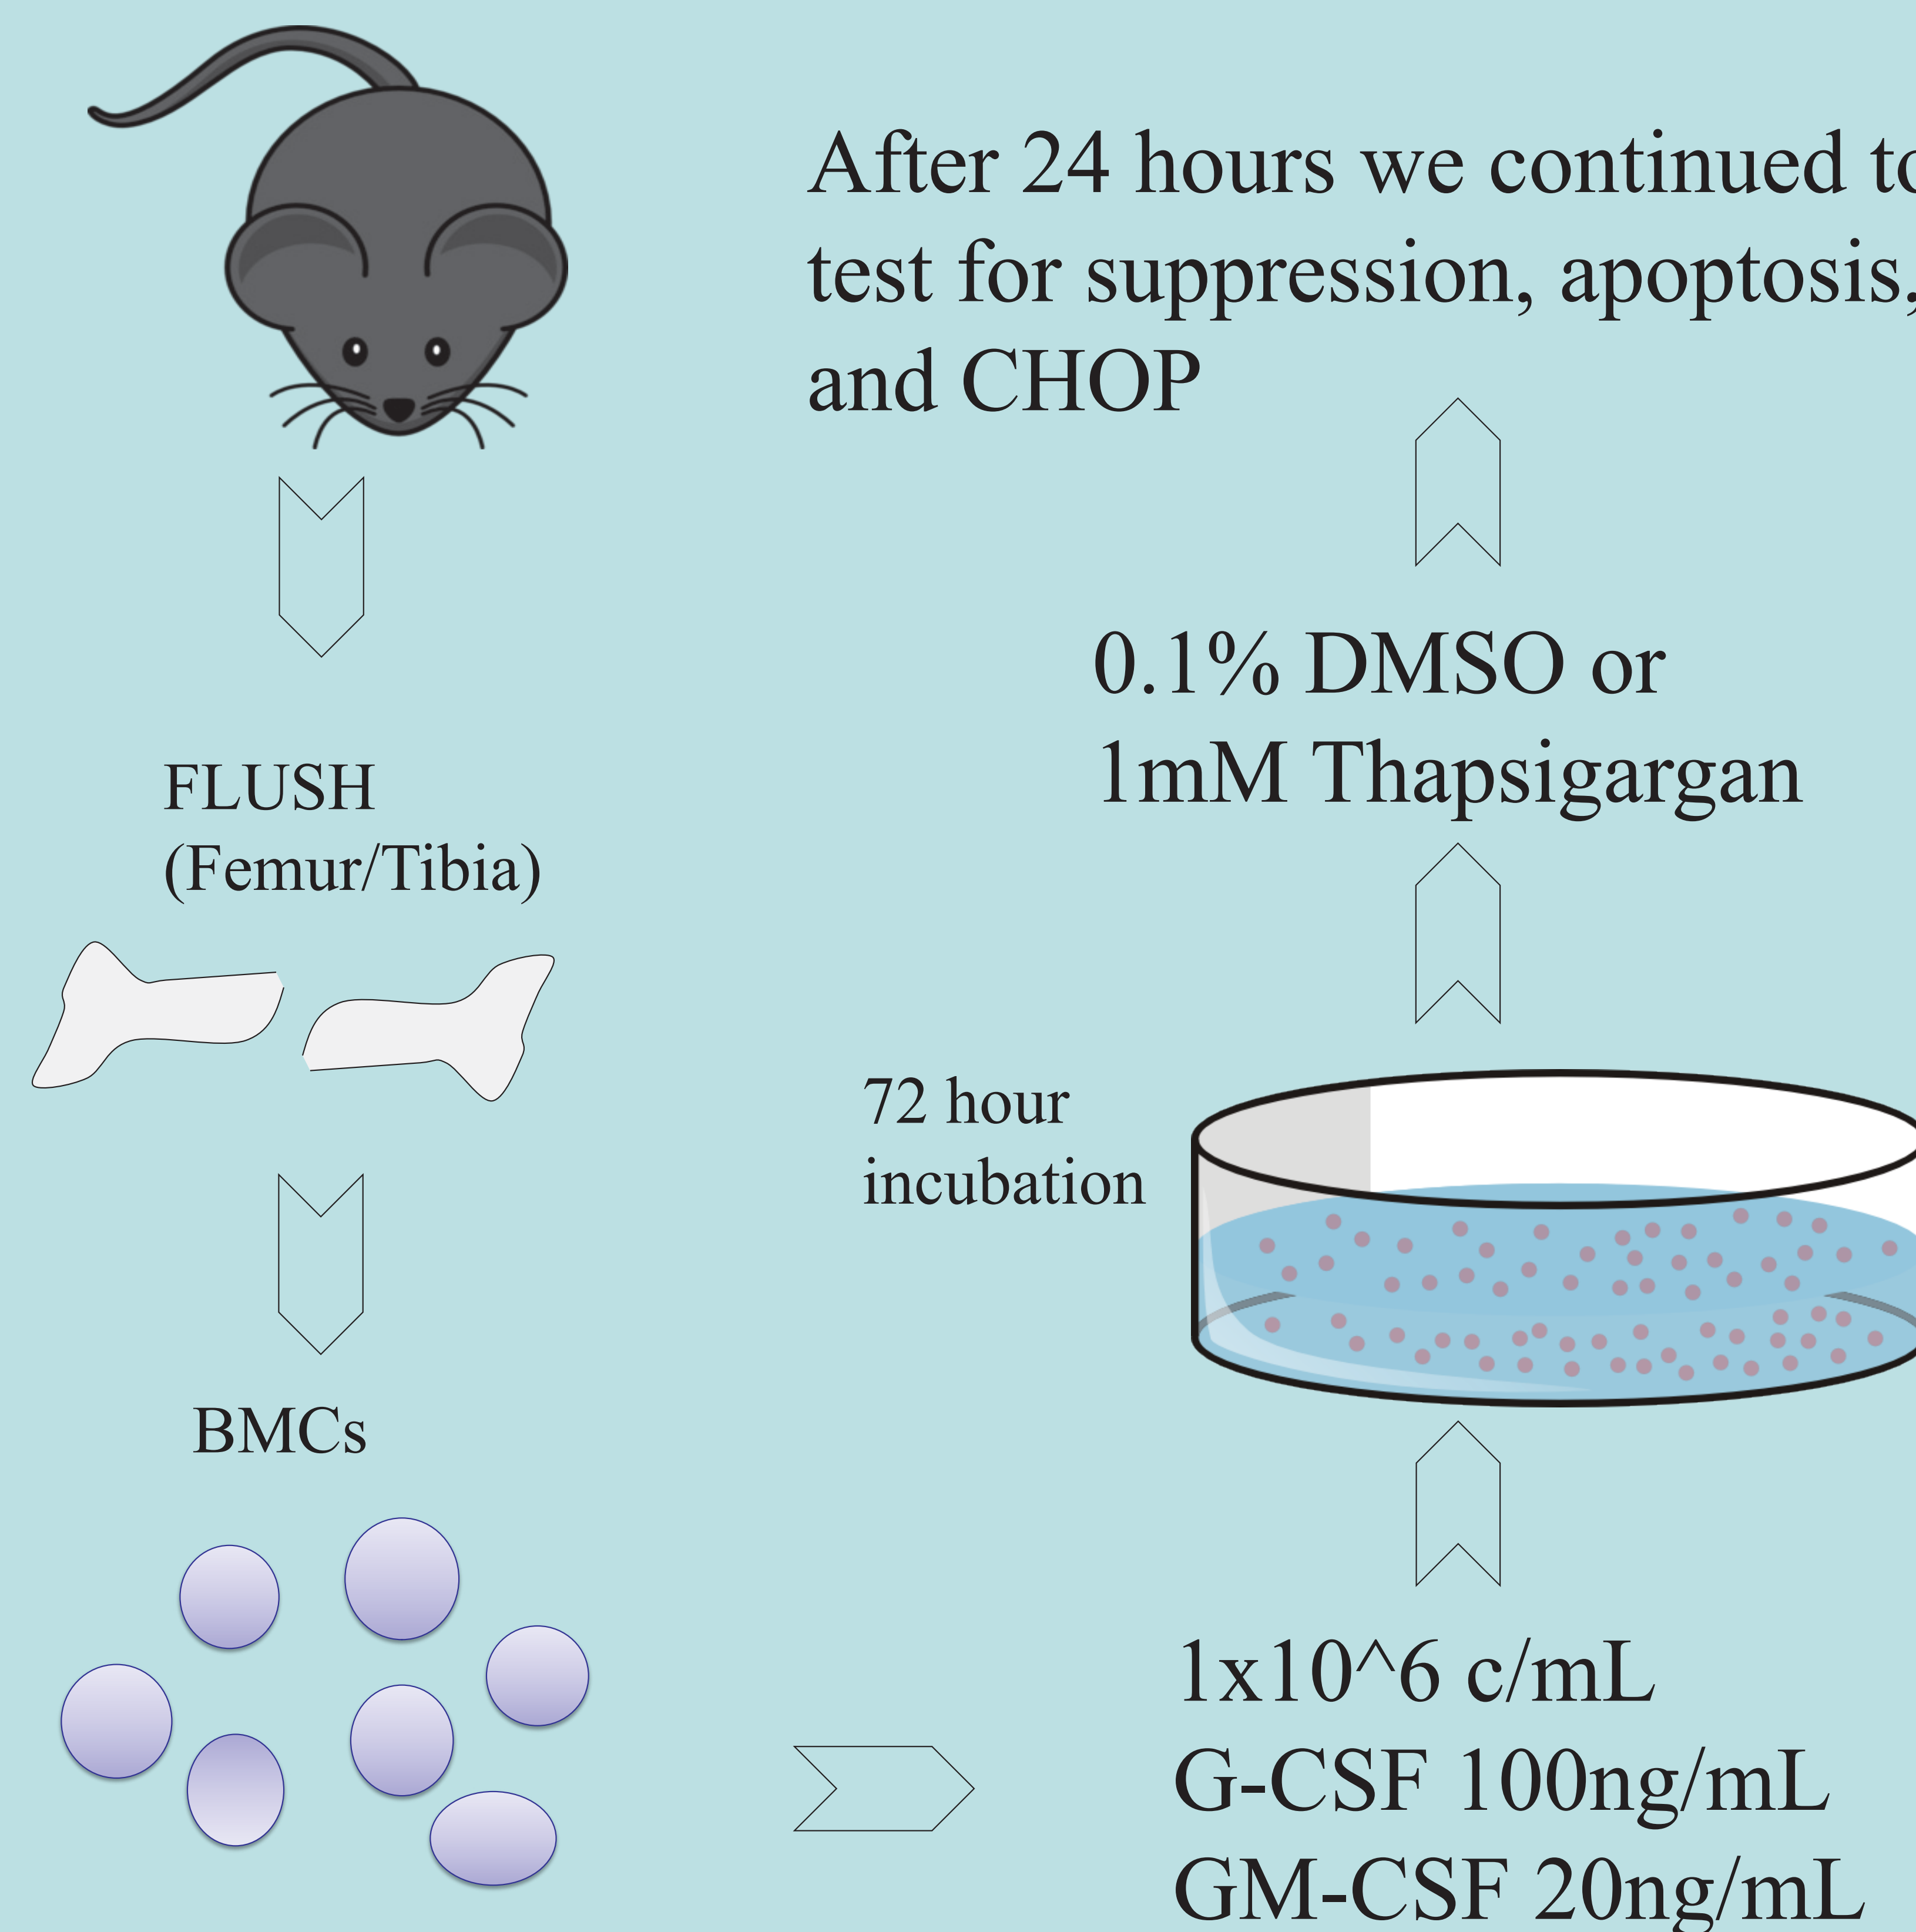 FLUSH
(Femur/Tibia)
BMCs
1x10^6 c/mL
G-CSF 100ng/mL
GM-CSF 20ng/mL
72 hour
incubation
0.1% DMSO or
1mM Thapsigargan
After 24 hours we continued to
test for suppression, apoptosis,
and CHOP